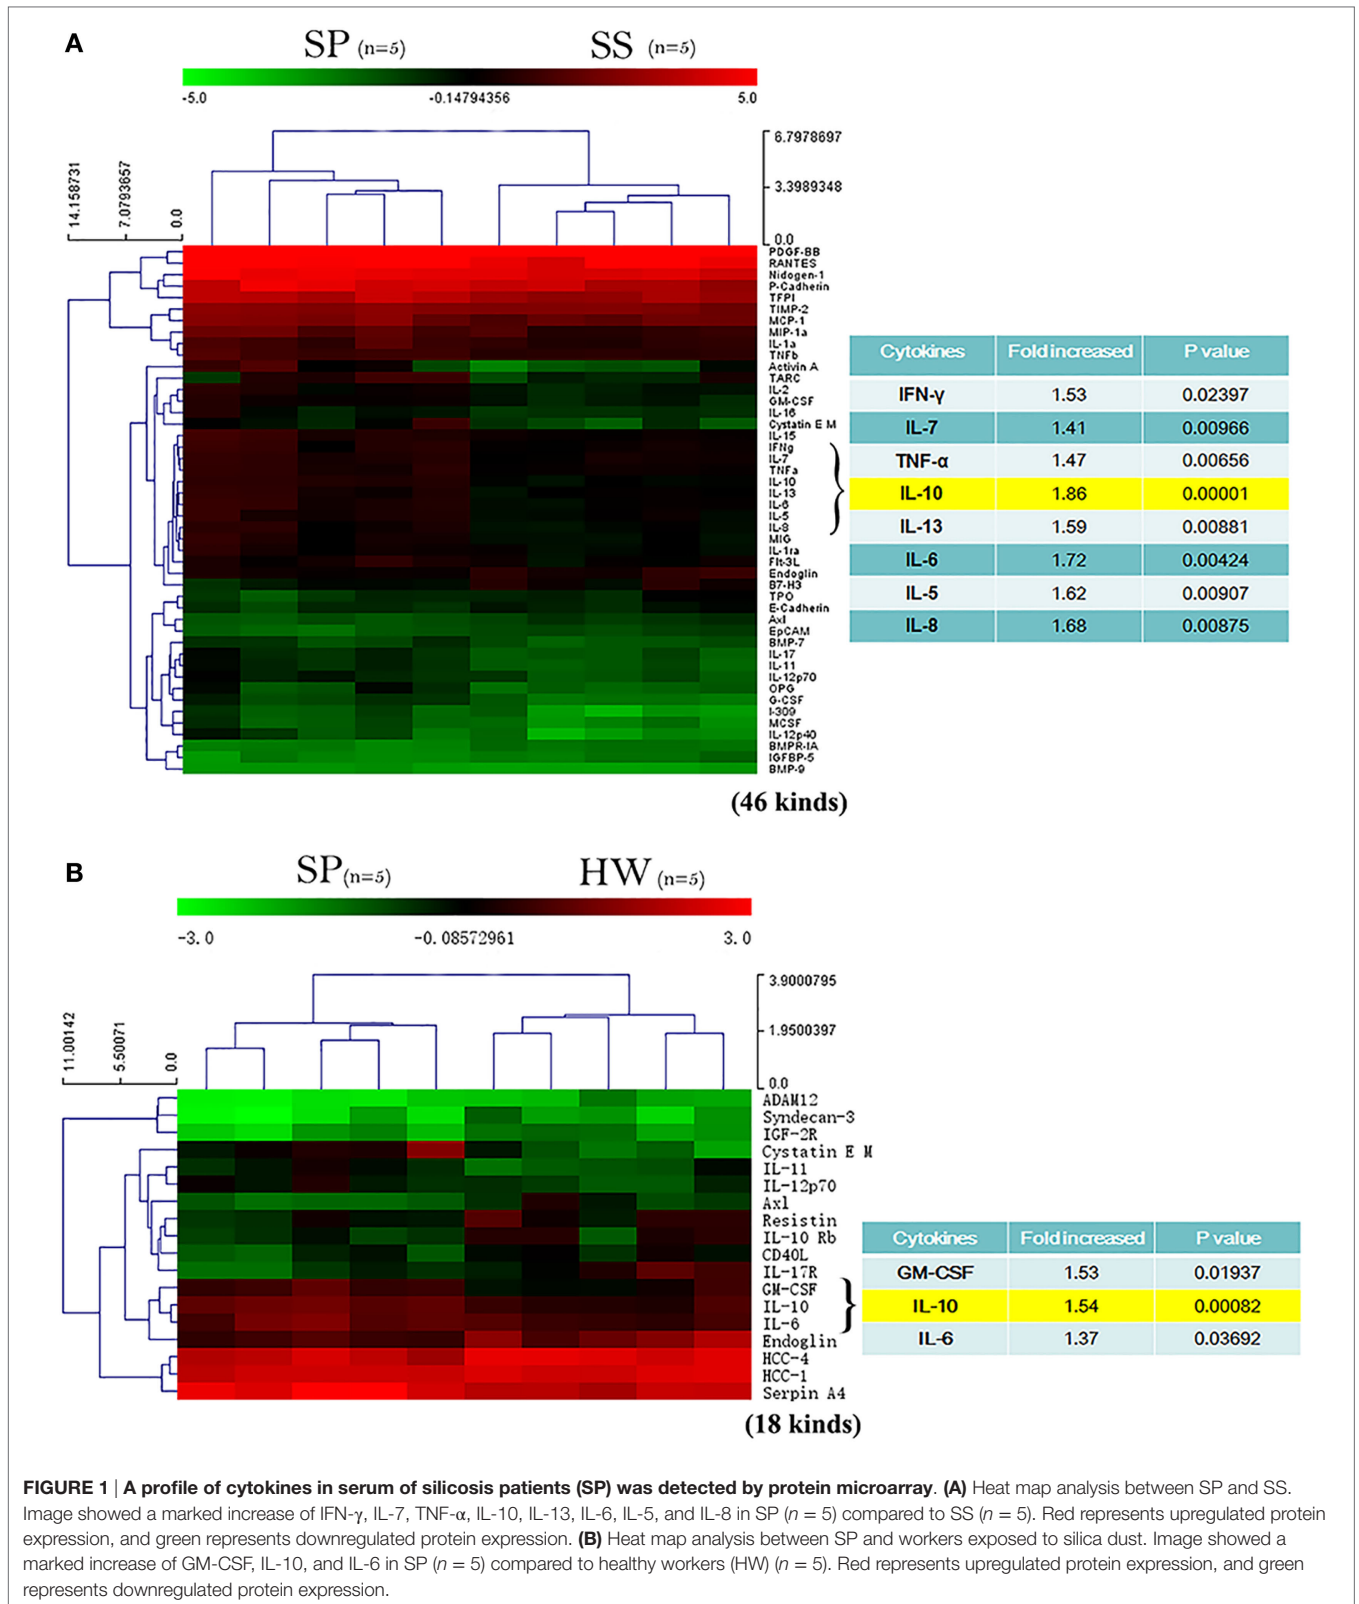 A
SP (n=5) SS (n=5)
-5.0 -0.14794356 5.0
6.7978697
3.3989348
0.0
14.158731
7.0793657
0.0
PDGF-BB
RANTES
Nidogen-1
P-Cadherin
TFPI
TIMP-2
MCP-1
MIP-1a
IL-1a
TNFb
Activin A
TARC
IL-2
GM-CSF
IL-16
Cystatin E M
IL-15
IFNg
IL-7
TNFa
IL-10
IL-13
IL-6
IL-5
IL-8
MIG
IL-1ra
Flt-3L
Endoglin
B7-H3
TPO
E-Cadherin
Axl
EpCAM
BMP-7
IL-17
IL-11
IL-12p70
OPG
G-CSF
I-309
MCSF
IL-12p40
BMPR-IA
IGFBP-5
BMP-9
(46 kinds)
Cytokines Fold increased P value
IFN-γ 1.53 0.02397
IL-7 1.41 0.00966
TNF-α 1.47 0.00656
IL-10 1.86 0.00001
IL-13 1.59 0.00881
IL-6 1.72 0.00424
IL-5 1.62 0.00907
IL-8 1.68 0.00875
B
SP(n=5) HW (n=5)
-3.0 -0.08572961 3.0
3.9000795
1.9500397
0.0
11.00142
5.50071
0.0
ADAM12
Syndecan-3
IGF-2R
Cystatin E M
IL-11
IL-12p70
Axl
Resistin
IL-10 Rb
CD40L
IL-17R
GM-CSF
IL-10
IL-6
Endoglin
HCC-4
HCC-1
Serpin A4
(18 kinds)
Cytokines Fold increased P value
GM-CSF 1.53 0.01937
IL-10 1.54 0.00082
IL-6 1.37 0.03692
FIGURE 1 | A profile of cytokines in serum of silicosis patients (SP) was detected by protein microarray. (A) Heat map analysis between SP and SS.
Image showed a marked increase of IFN-γ, IL-7, TNF-α, IL-10, IL-13, IL-6, IL-5, and IL-8 in SP (n = 5) compared to SS (n = 5). Red represents upregulated protein
expression, and green represents downregulated protein expression. (B) Heat map analysis between SP and workers exposed to silica dust. Image showed a
marked increase of GM-CSF, IL-10, and IL-6 in SP (n = 5) compared to healthy workers (HW) (n = 5). Red represents upregulated protein expression, and green
represents downregulated protein expression.